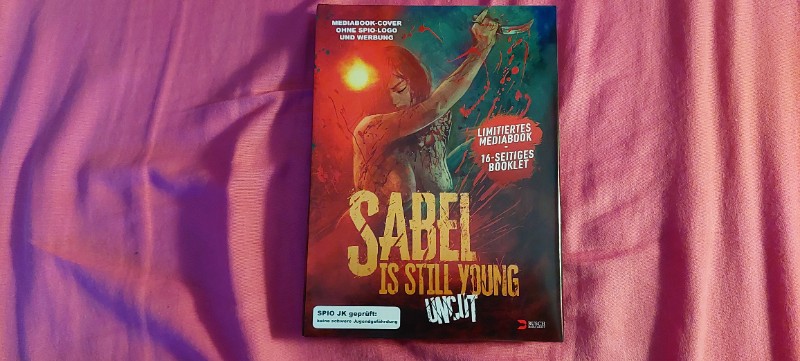 MEDIABOOK-COVER
OHNE SPIO-LOGO
UND WERBUNG
LIMITIERTES
MEDIABOOK
-
16-SEITIGES
BOOKLET
SABEL
IS STILL YOUNG
UNCUT
SPIO JK geprüft:
keine schwere Jugendgefährdung